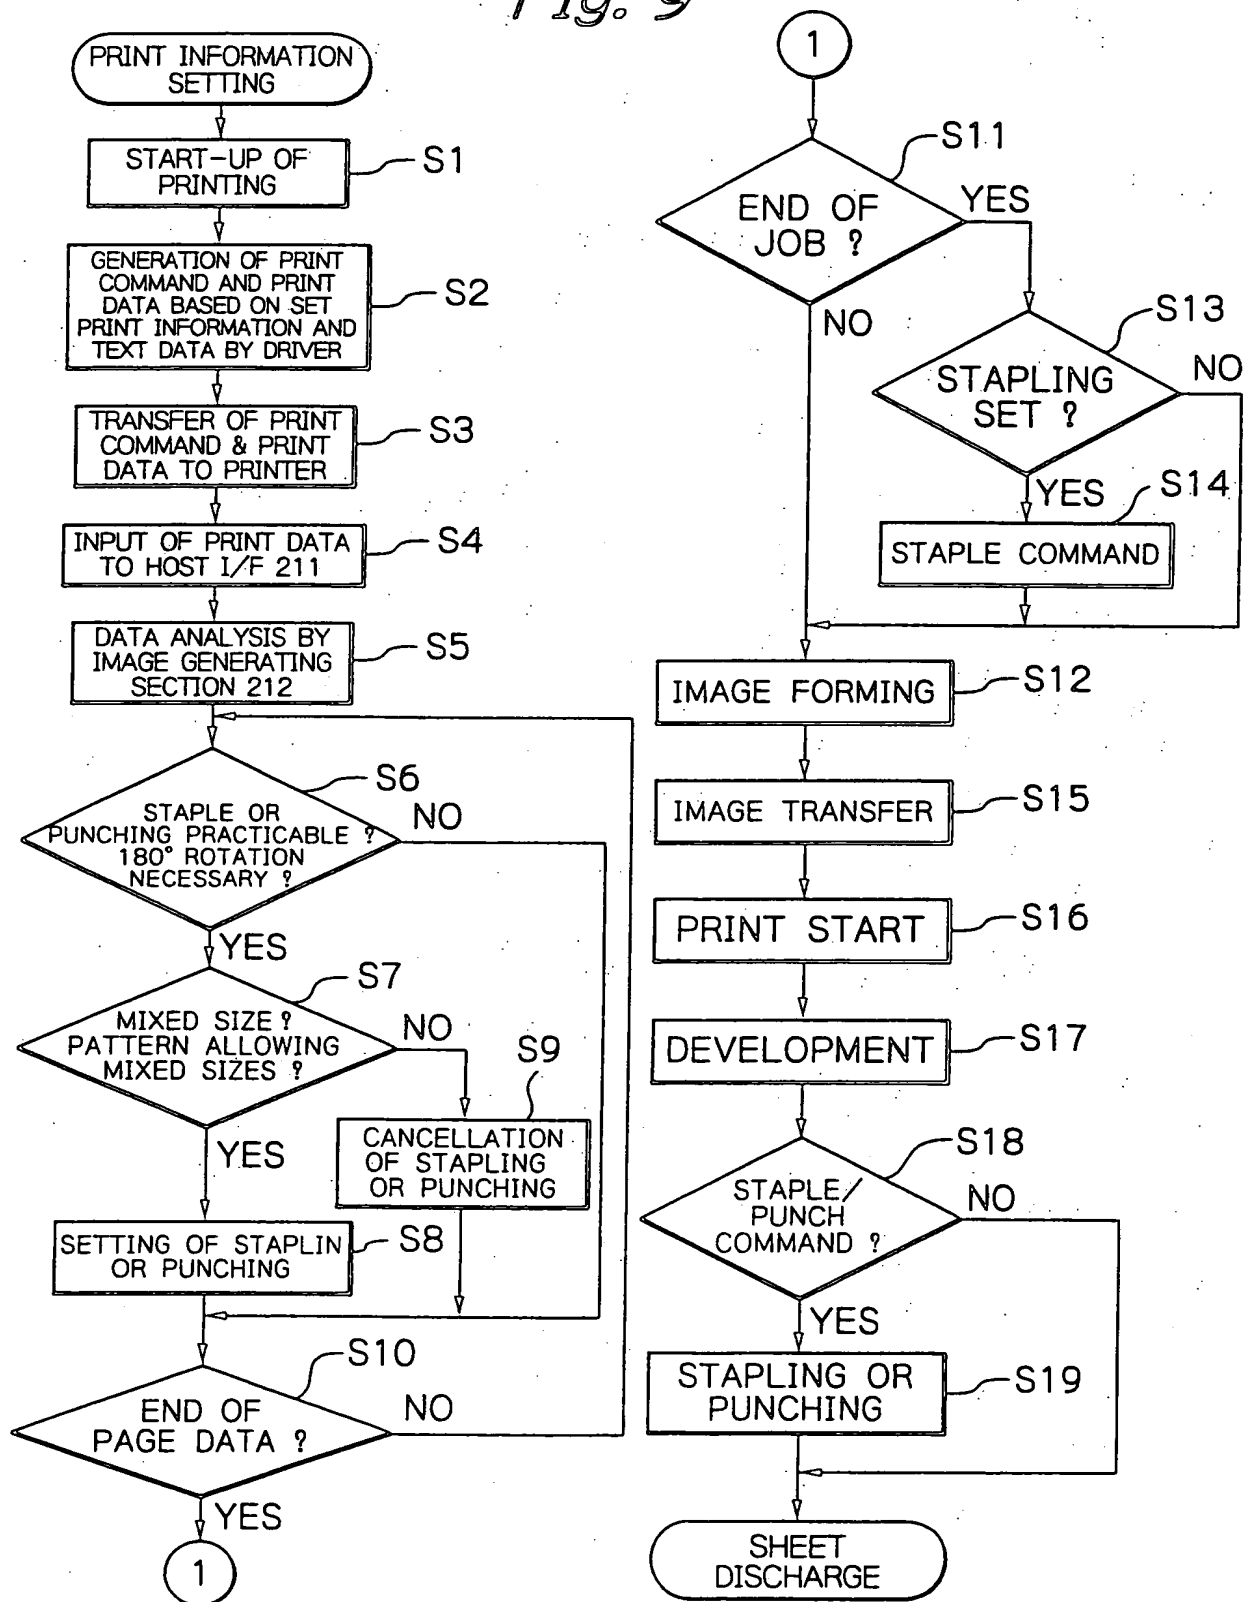 Fig. 9
PRINT INFORMATION
SETTING
START-UP OF
PRINTING
S1
GENERATION OF PRINT
COMMAND AND PRINT
DATA BASED ON SET
PRINT INFORMATION AND
TEXT DATA BY DRIVER
S2
TRANSFER OF PRINT
COMMAND & PRINT
DATA TO PRINTER
S3
INPUT OF PRINT DATA
TO HOST I/F 211
S4
DATA ANALYSIS BY
IMAGE GENERATING
SECTION 212
S5
S6
STAPLE OR
PUNCHING PRACTICABLE ?
180° ROTATION
NECESSARY ?
NO
YES
S7
MIXED SIZE ?
PATTERN ALLOWING
MIXED SIZES ?
NO
YES
S9
CANCELLATION
OF STAPLING
OR PUNCHING
SETTING OF STAPLIN
OR PUNCHING
S8
S10
END OF
PAGE DATA ?
NO
YES
1
1
S11
END OF
JOB ?
YES
NO
S13
STAPLING
SET ?
NO
YES
S14
STAPLE COMMAND
IMAGE FORMING
S12
IMAGE TRANSFER
S15
PRINT START
S16
DEVELOPMENT
S17
S18
STAPLE/
PUNCH
COMMAND ?
NO
YES
STAPLING OR
PUNCHING
S19
SHEET
DISCHARGE